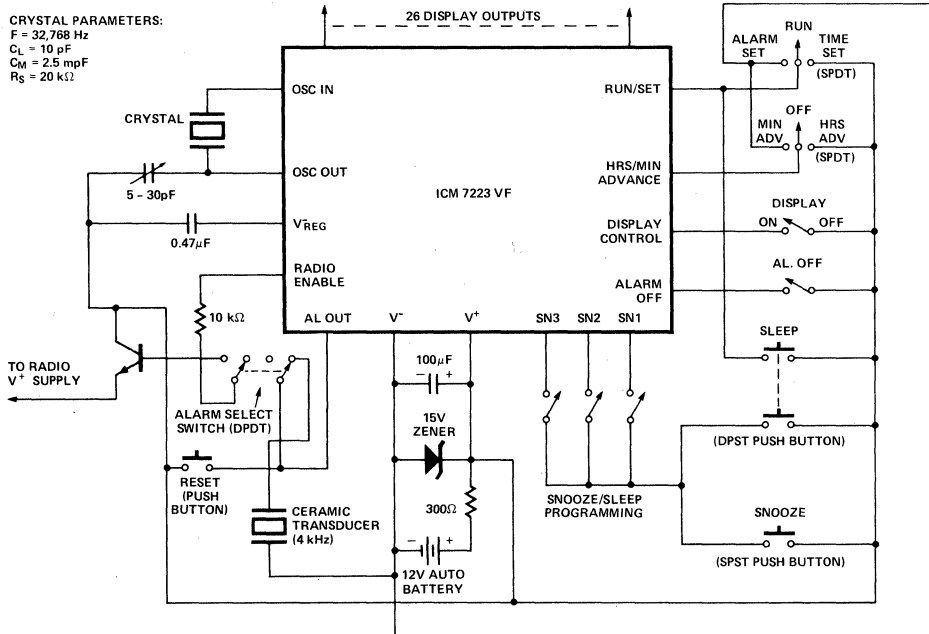 CRYSTAL PARAMETERS:
F = 32,768 Hz
CL = 10 pF
CM = 2.5 mpF
RS = 20 kΩ
26 DISPLAY OUTPUTS
RUN
ALARM SET
TIME SET
(SPDT)
OSC IN
RUN/SET
CRYSTAL
OFF
MIN ADV
HRS ADV
(SPDT)
OSC OUT
HRS/MIN ADVANCE
5 – 30pF
ICM 7223 VF
V⁻REG
0.47μF
DISPLAY
ON
OFF
DISPLAY CONTROL
RADIO ENABLE
AL. OFF
ALARM OFF
10 kΩ
AL OUT
V⁻
V⁺
SN3
SN2
SN1
SLEEP
100μF
–
+
TO RADIO
V⁺ SUPPLY
ALARM SELECT
SWITCH (DPDT)
15V
ZENER
(DPST PUSH BUTTON)
RESET
(PUSH
BUTTON)
SNOOZE/SLEEP
PROGRAMMING
300Ω
CERAMIC
TRANSDUCER
(4 kHz)
SNOOZE
(SPST PUSH BUTTON)
–
+
12V AUTO
BATTERY